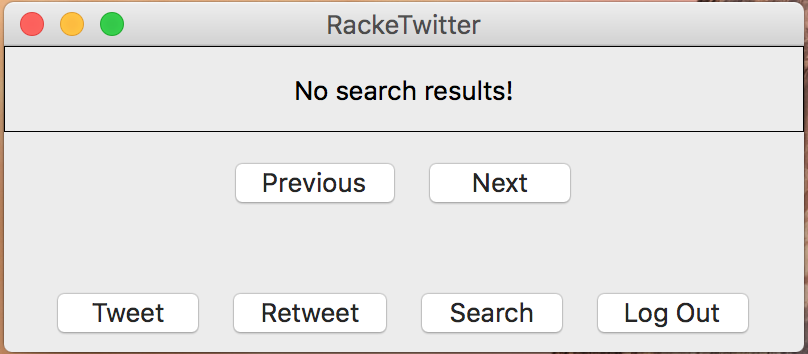 RackeTwitter
No search results!
Previous Next
Tweet Retweet Search Log Out